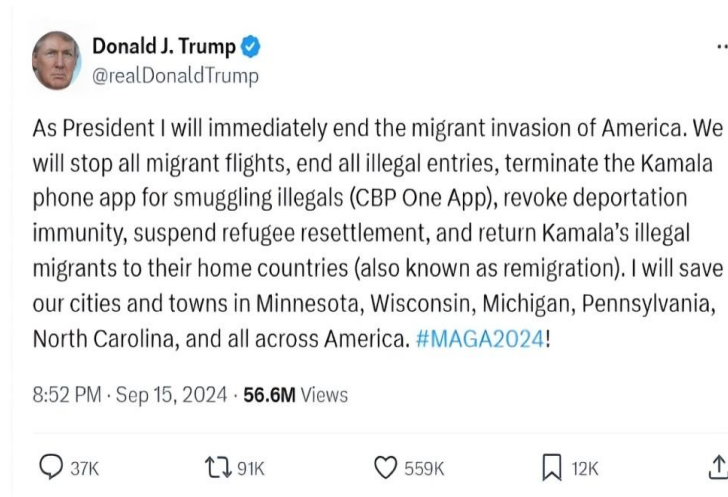 Donald J. Trump
@realDonaldTrump
As President I will immediately end the migrant invasion of America. We
will stop all migrant flights, end all illegal entries, terminate the Kamala
phone app for smuggling illegals (CBP One App), revoke deportation
immunity, suspend refugee resettlement, and return Kamala's illegal
migrants to their home countries (also known as remigration). I will save
our cities and towns in Minnesota, Wisconsin, Michigan, Pennsylvania,
North Carolina, and all across America. #MAGA2024!
8:52 PM · Sep 15, 2024 · 56.6M Views
37K 91K 559K 12K